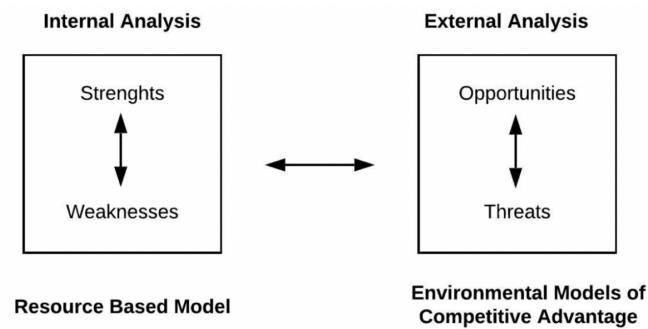 Internal Analysis
External Analysis
Strenghts
Opportunities
Weaknesses
Threats
Resource Based Model
Environmental Models of
Competitive Advantage